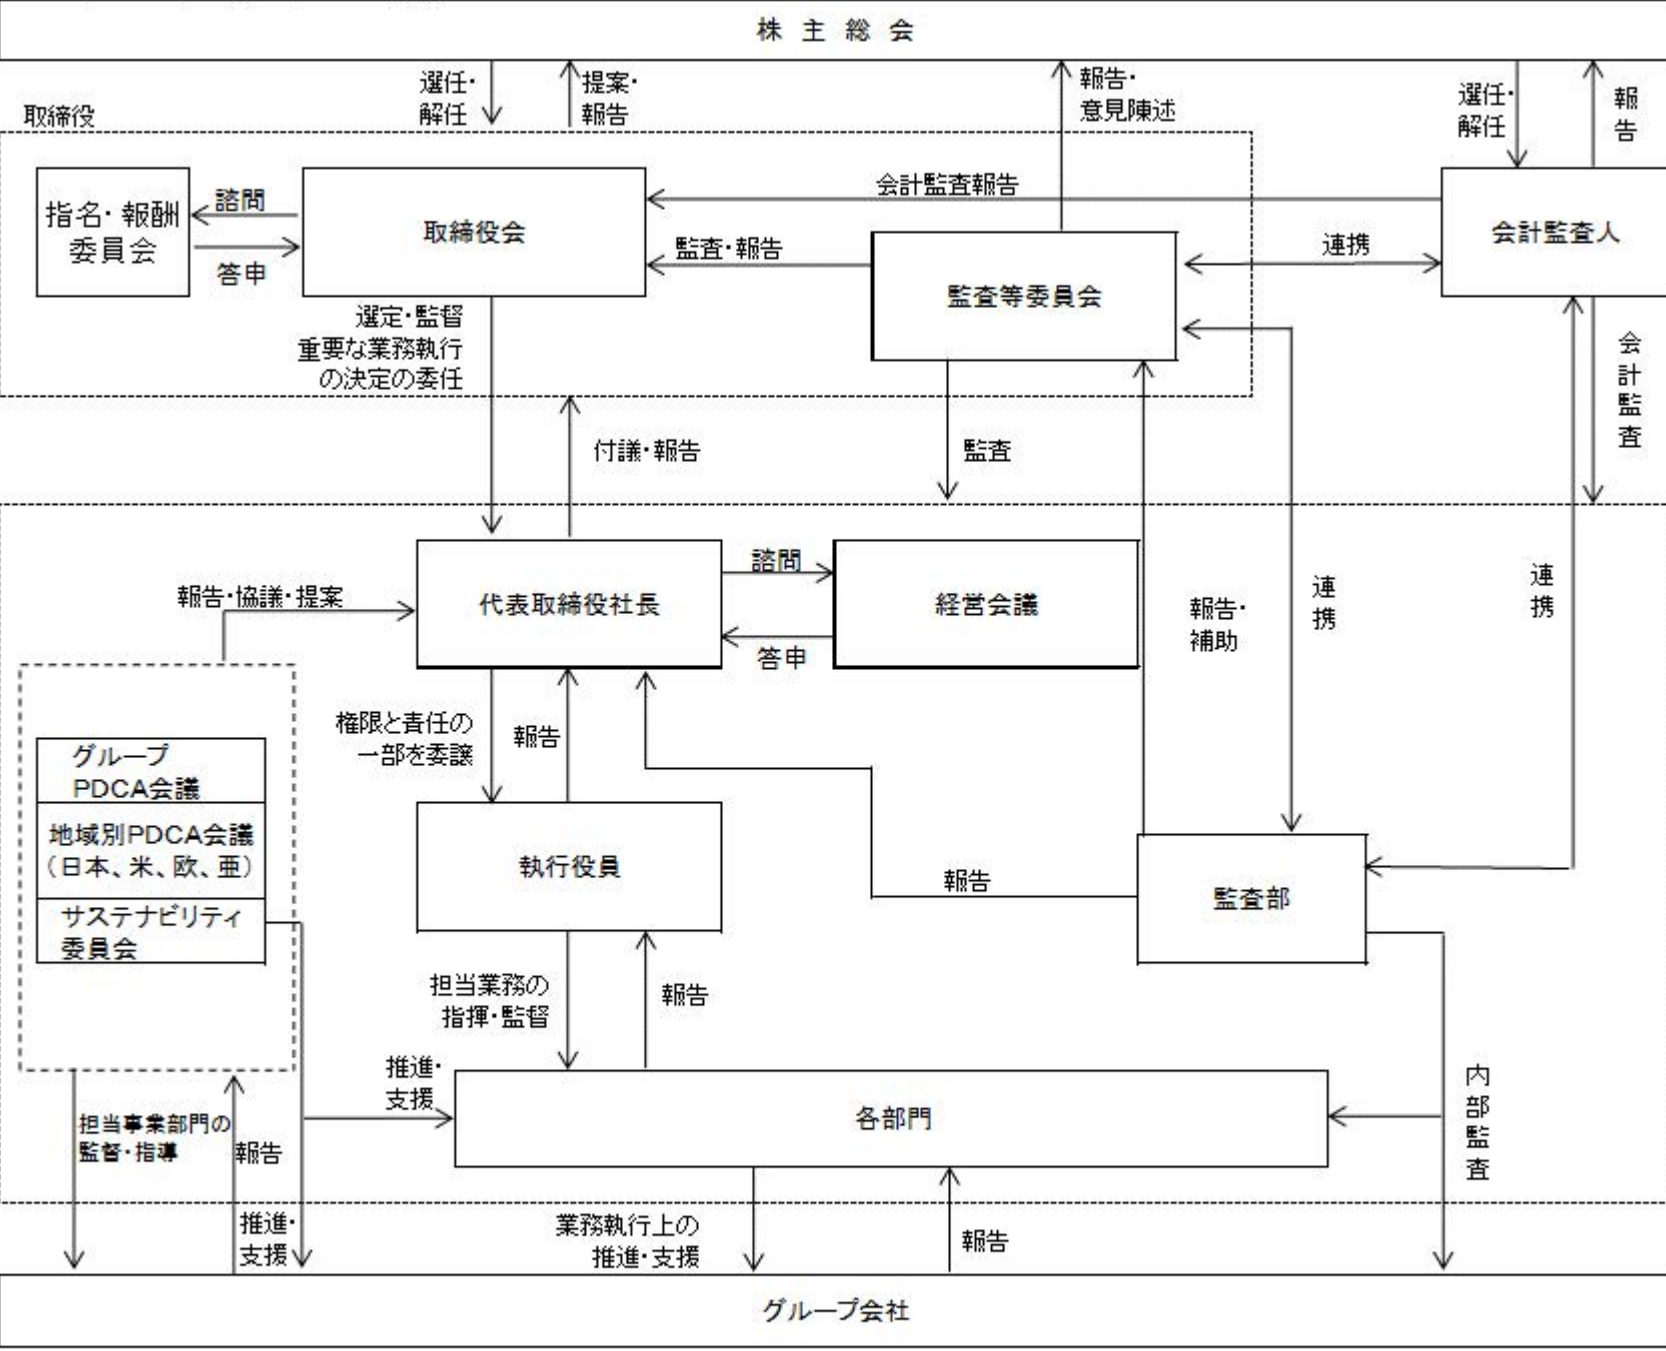 株 主 総 会
選任・
解任
提案・
報告
報告・
意見陳述
選任・
解任
報
告
取締役
指名・報酬
委員会
諮問
答申
取締役会
会計監査報告
監査・報告
監査等委員会
連携
会計監査人
選定・監督
重要な業務執行
の決定の委任
会
計
監
査
付議・報告
監査
報告・協議・提案
代表取締役社長
諮問
答申
経営会議
報告・
補助
連
携
連
携
権限と責任の
一部を委譲
報告
グループ
PDCA会議
地域別PDCA会議
（日本、米、欧、亜）
サステナビリティ
委員会
執行役員
報告
監査部
担当業務の
指揮・監督
報告
推進・
支援
各部門
内
部
監
査
担当事業部門の
監督・指導
報告
推進・
支援
業務執行上の
推進・支援
報告
グループ会社